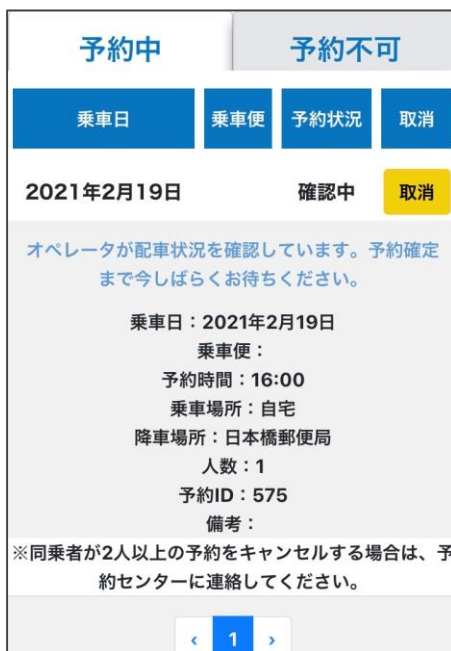 予約中 予約不可
乗車日 乗車便 予約状況 取消
2021年2月19日 確認中 取消
オペレータが配車状況を確認しています。予約確定
まで今しばらくお待ちください。
乗車日：2021年2月19日
乗車便：
予約時間：16:00
乗車場所：自宅
降車場所：日本橋郵便局
人数：1
予約ID：575
備考：
※同乗者が2人以上の予約をキャンセルする場合は、予
約センターに連絡してください。
‹ 1 ›